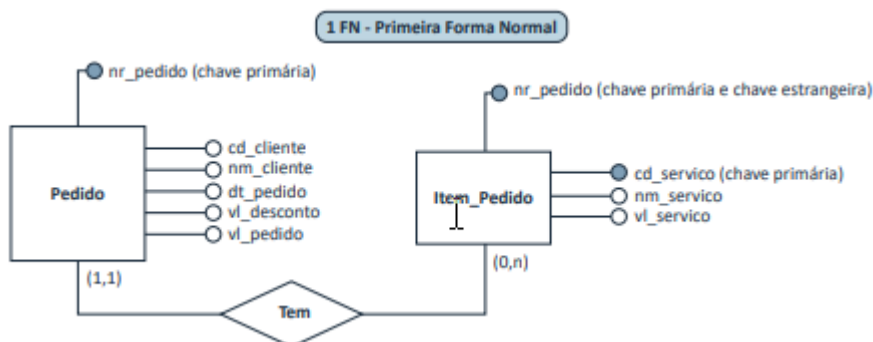 1 FN - Primeira Forma Normal
nr_pedido (chave primária)
Pedido
cd_cliente
nm_cliente
dt_pedido
vl_desconto
vl_pedido
(1,1)
Tem
nr_pedido (chave primária e chave estrangeira)
Item_Pedido
cd_servico (chave primária)
nm_servico
vl_servico
(0,n)